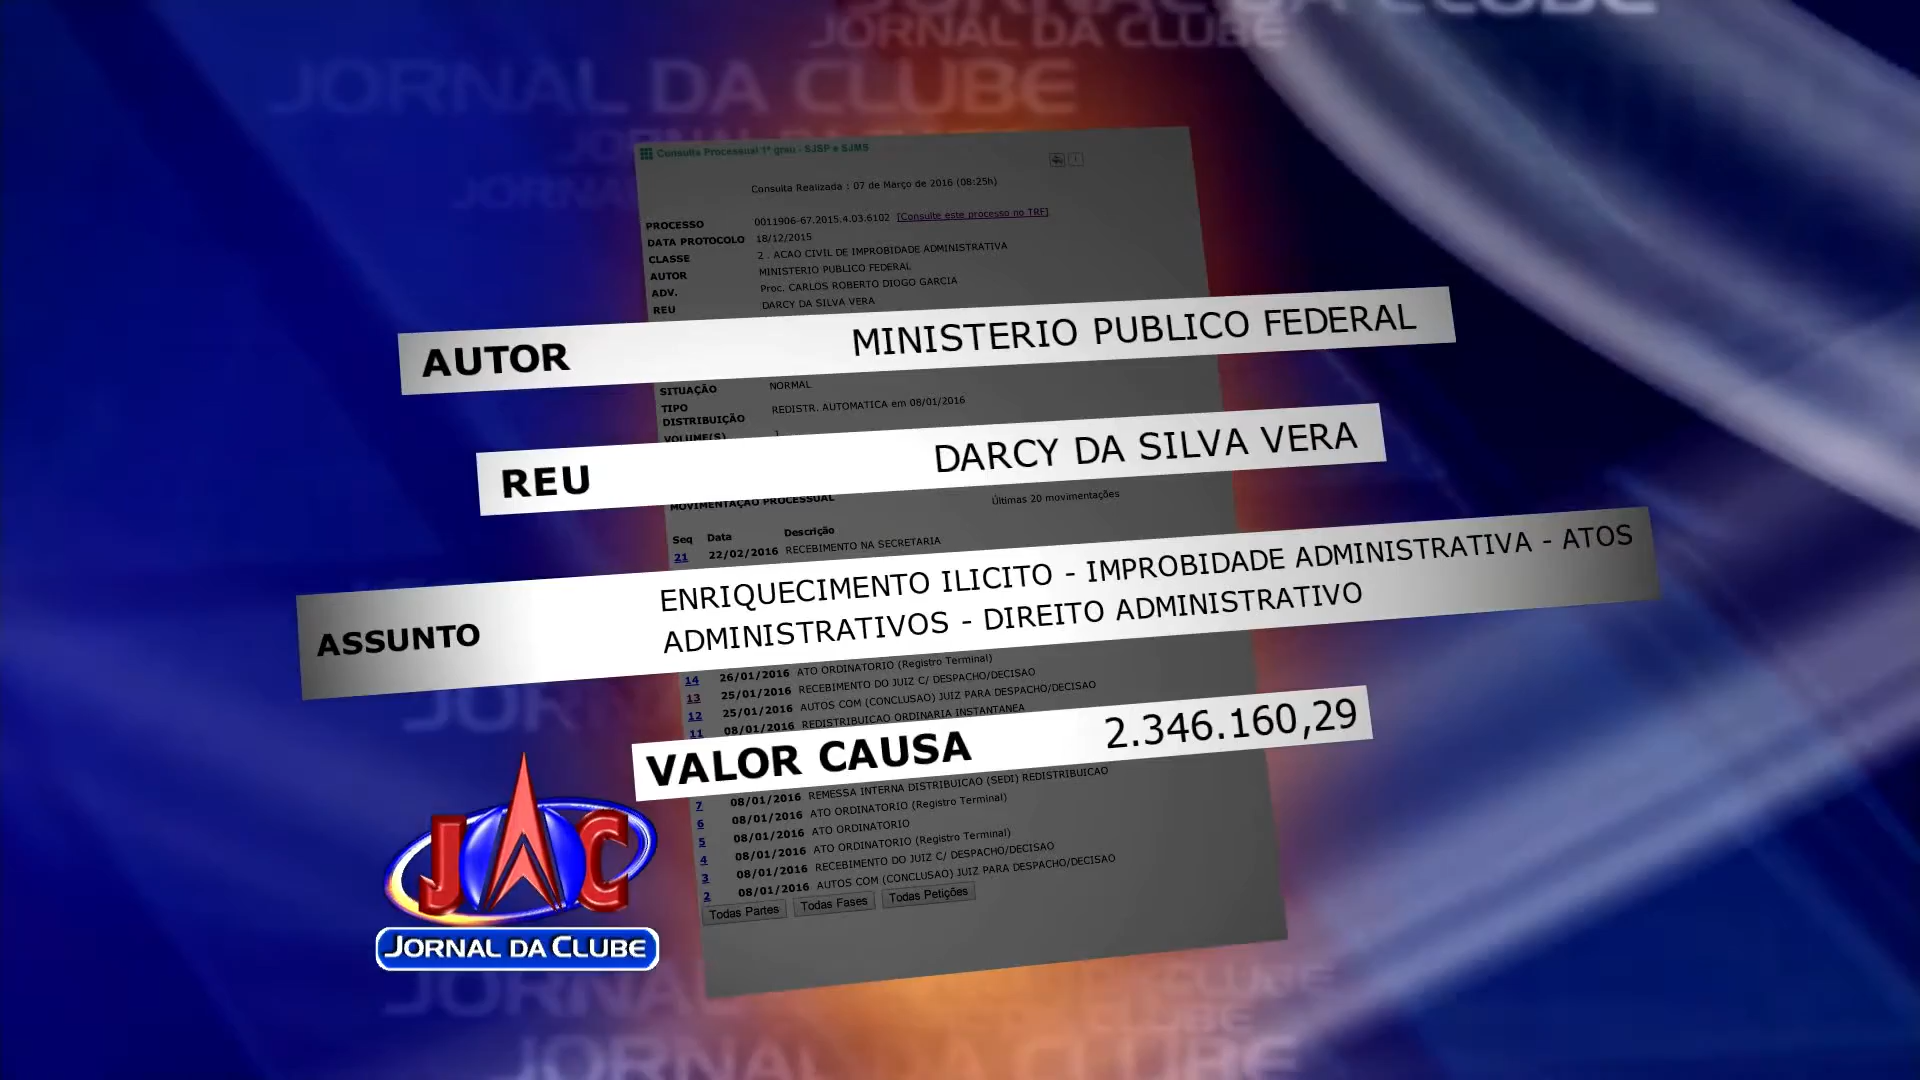 JORNAL DA CLUBE
JORNAL DA CLUBE
JORNAL DA CLUBE
Consulta Processual 1º grau - SJSP e SJMS
Consulta Realizada : 07 de Março de 2016 (08:25h)
PROCESSO 0011906-67.2015.4.03.6102 [Consulte este processo no TRF]
DATA PROTOCOLO 18/12/2015
CLASSE 2 . ACAO CIVIL DE IMPROBIDADE ADMINISTRATIVA
AUTOR MINISTERIO PUBLICO FEDERAL
ADV. Proc. CARLOS ROBERTO DIOGO GARCIA
REU DARCY DA SILVA VERA
AUTOR MINISTERIO PUBLICO FEDERAL
SITUAÇÃO NORMAL
TIPO
DISTRIBUIÇÃO REDISTR. AUTOMATICA em 08/01/2016
VOLUME(S) 1
REU DARCY DA SILVA VERA
MOVIMENTAÇÃO PROCESSUAL Últimas 20 movimentações
Seq Data Descrição
21 22/02/2016 RECEBIMENTO NA SECRETARIA
ASSUNTO ENRIQUECIMENTO ILICITO - IMPROBIDADE ADMINISTRATIVA - ATOS
ADMINISTRATIVOS - DIREITO ADMINISTRATIVO
14 26/01/2016 ATO ORDINATORIO (Registro Terminal)
13 25/01/2016 RECEBIMENTO DO JUIZ C/ DESPACHO/DECISAO
12 25/01/2016 AUTOS COM (CONCLUSAO) JUIZ PARA DESPACHO/DECISAO
11 08/01/2016 REDISTRIBUICAO ORDINARIA INSTANTANEA
VALOR CAUSA 2.346.160,29
7 08/01/2016 REMESSA INTERNA DISTRIBUICAO (SEDI) REDISTRIBUICAO
6 08/01/2016 ATO ORDINATORIO (Registro Terminal)
5 08/01/2016 ATO ORDINATORIO
4 08/01/2016 ATO ORDINATORIO (Registro Terminal)
3 08/01/2016 RECEBIMENTO DO JUIZ C/ DESPACHO/DECISAO
2 08/01/2016 AUTOS COM (CONCLUSAO) JUIZ PARA DESPACHO/DECISAO
Todas Partes Todas Fases Todas Petições
JC
JORNAL DA CLUBE